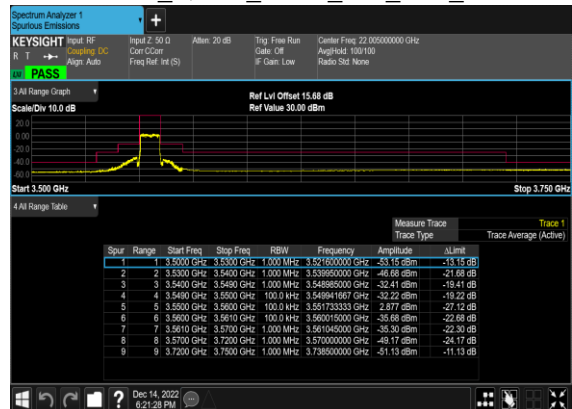 Spectrum Analyzer 1
Spurious Emissions
KEYSIGHT Input: RF Input Z: 50 Ω Atten: 20 dB Trig: Free Run Center Freq: 22.005000000 GHz
R T Coupling: DC Corr CCorr Gate: Off Avg|Hold: 100/100
Align: Auto Freq Ref: Int (S) IF Gain: Low Radio Std: None
PASS
3 All Range Graph
Ref Lvl Offset 15.68 dB
Scale/Div 10.0 dB Ref Value 30.00 dBm
20.0
0.00
-20.0
-40.0
-60.0
Start 3.500 GHz Stop 3.750 GHz
4 All Range Table
Measure Trace Trace 1
Trace Type Trace Average (Active)
Spur Range Start Freq Stop Freq RBW Frequency Amplitude ΔLimit
1 1 3.5000 GHz 3.5300 GHz 1.000 MHz 3.521600000 GHz -53.15 dBm -13.15 dB
2 2 3.5300 GHz 3.5400 GHz 1.000 MHz 3.539950000 GHz -46.68 dBm -21.68 dB
3 3 3.5400 GHz 3.5490 GHz 1.000 MHz 3.548985000 GHz -32.41 dBm -19.41 dB
4 4 3.5490 GHz 3.5500 GHz 100.0 kHz 3.549941667 GHz -32.22 dBm -19.22 dB
5 5 3.5500 GHz 3.5600 GHz 100.0 kHz 3.551733333 GHz 2.877 dBm -27.12 dB
6 6 3.5600 GHz 3.5610 GHz 100.0 kHz 3.560015000 GHz -35.68 dBm -22.68 dB
7 7 3.5610 GHz 3.5700 GHz 1.000 MHz 3.561045000 GHz -35.30 dBm -22.30 dB
8 8 3.5700 GHz 3.7200 GHz 1.000 MHz 3.570000000 GHz -49.17 dBm -24.17 dB
9 9 3.7200 GHz 3.7500 GHz 1.000 MHz 3.738500000 GHz -51.13 dBm -11.13 dB
? Dec 14, 2022
6:21:28 PM